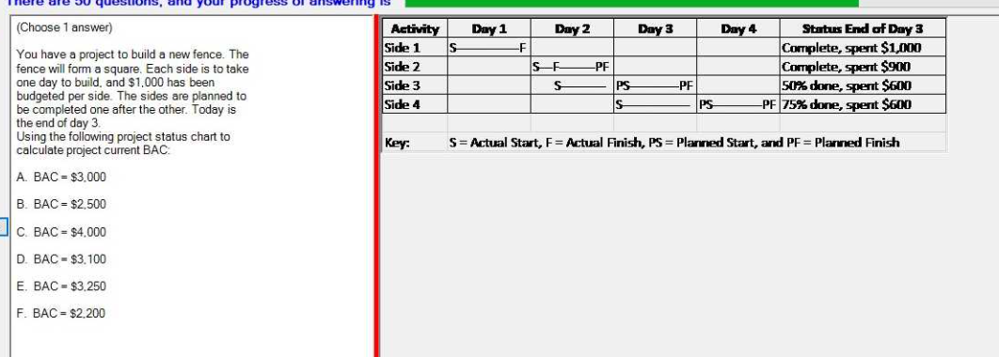 There are 50 questions, and your progress of answering is
(Choose 1 answer)
You have a project to build a new fence. The
fence will form a square. Each side is to take
one day to build, and $1,000 has been
budgeted per side. The sides are planned to
be completed one after the other. Today is
the end of day 3.
Using the following project status chart to
calculate project current BAC:
A. BAC = $3,000
B. BAC = $2,500
C. BAC = $4,000
D. BAC = $3,100
E. BAC = $3,250
F. BAC = $2,200
Activity Day 1 Day 2 Day 3 Day 4 Status End of Day 3
Side 1 S F Complete, spent $1,000
Side 2 S F PF Complete, spent $900
Side 3 S PS PF 50% done, spent $600
Side 4 S PS PF 75% done, spent $600
Key: S = Actual Start, F = Actual Finish, PS = Planned Start, and PF = Planned Finish